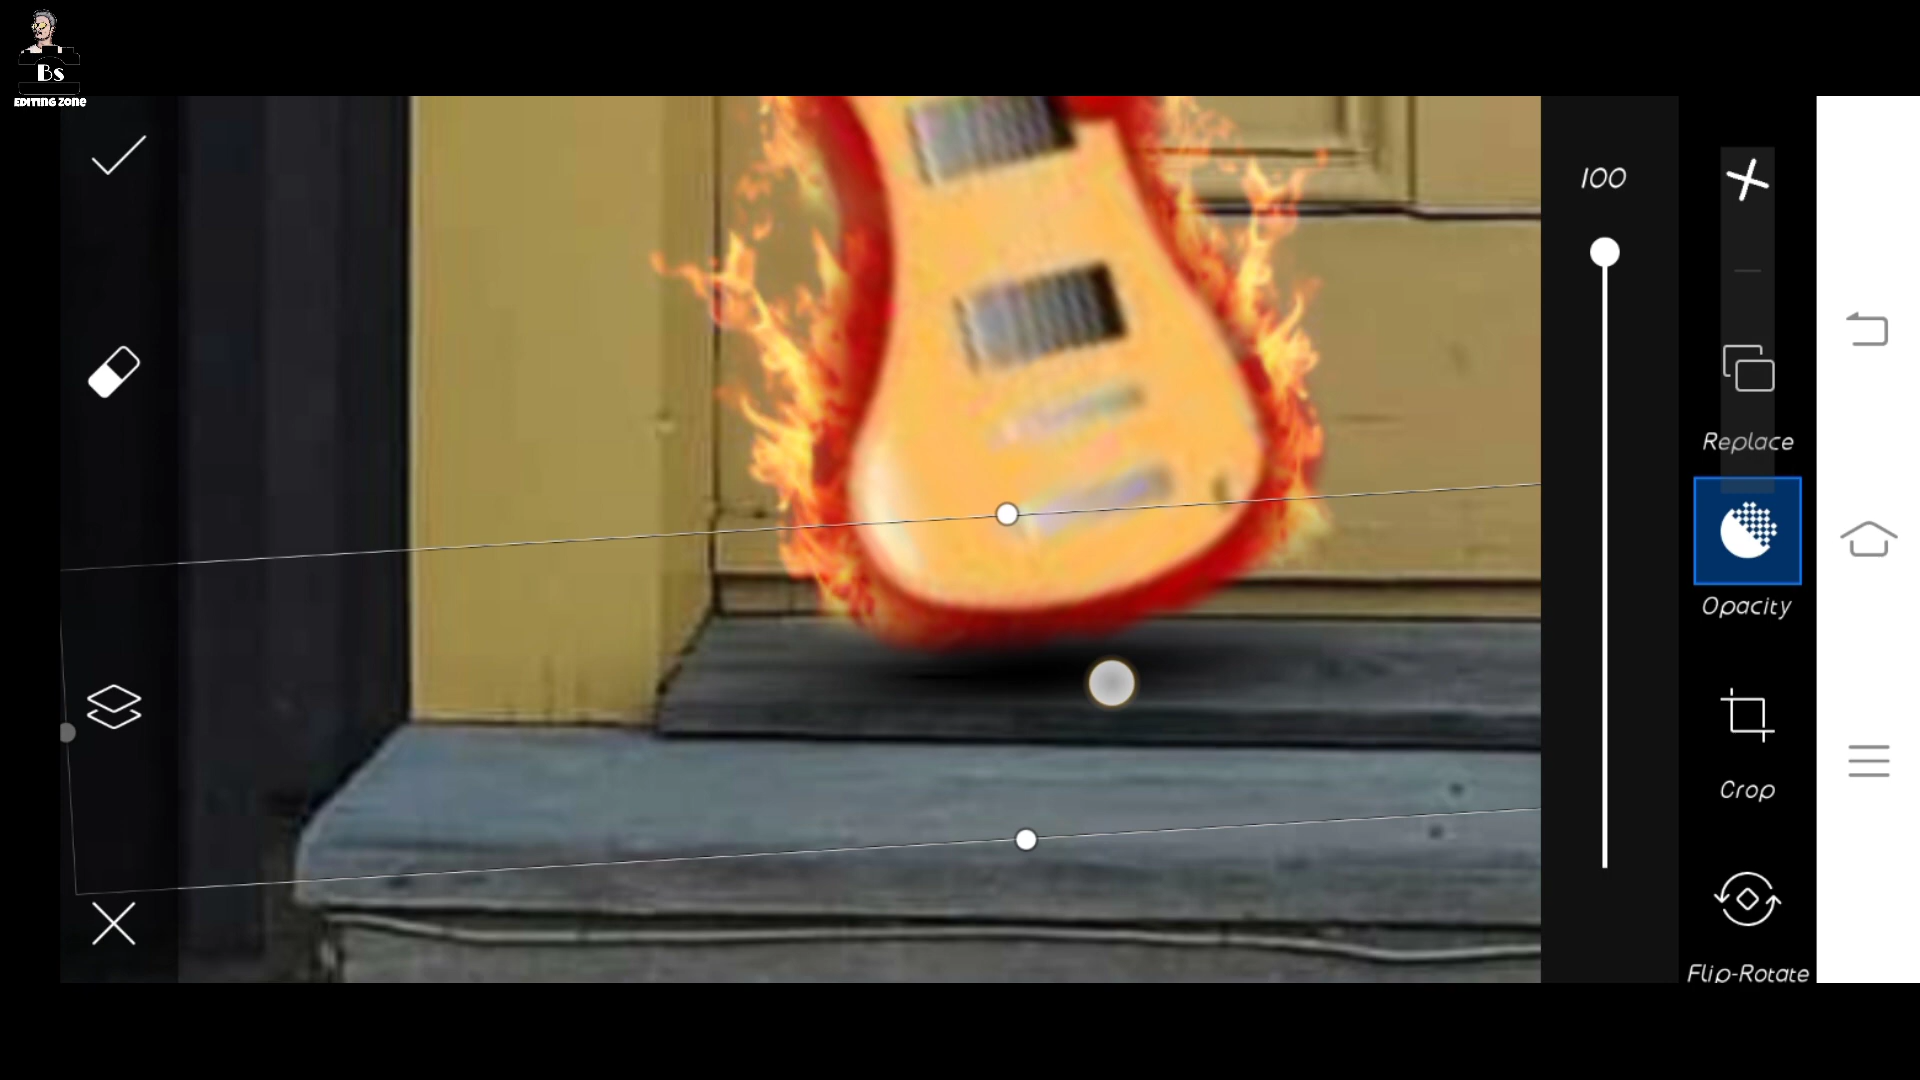 Bs
EDITING ZONE
100
Replace
Opacity
Crop
Flip-Rotate